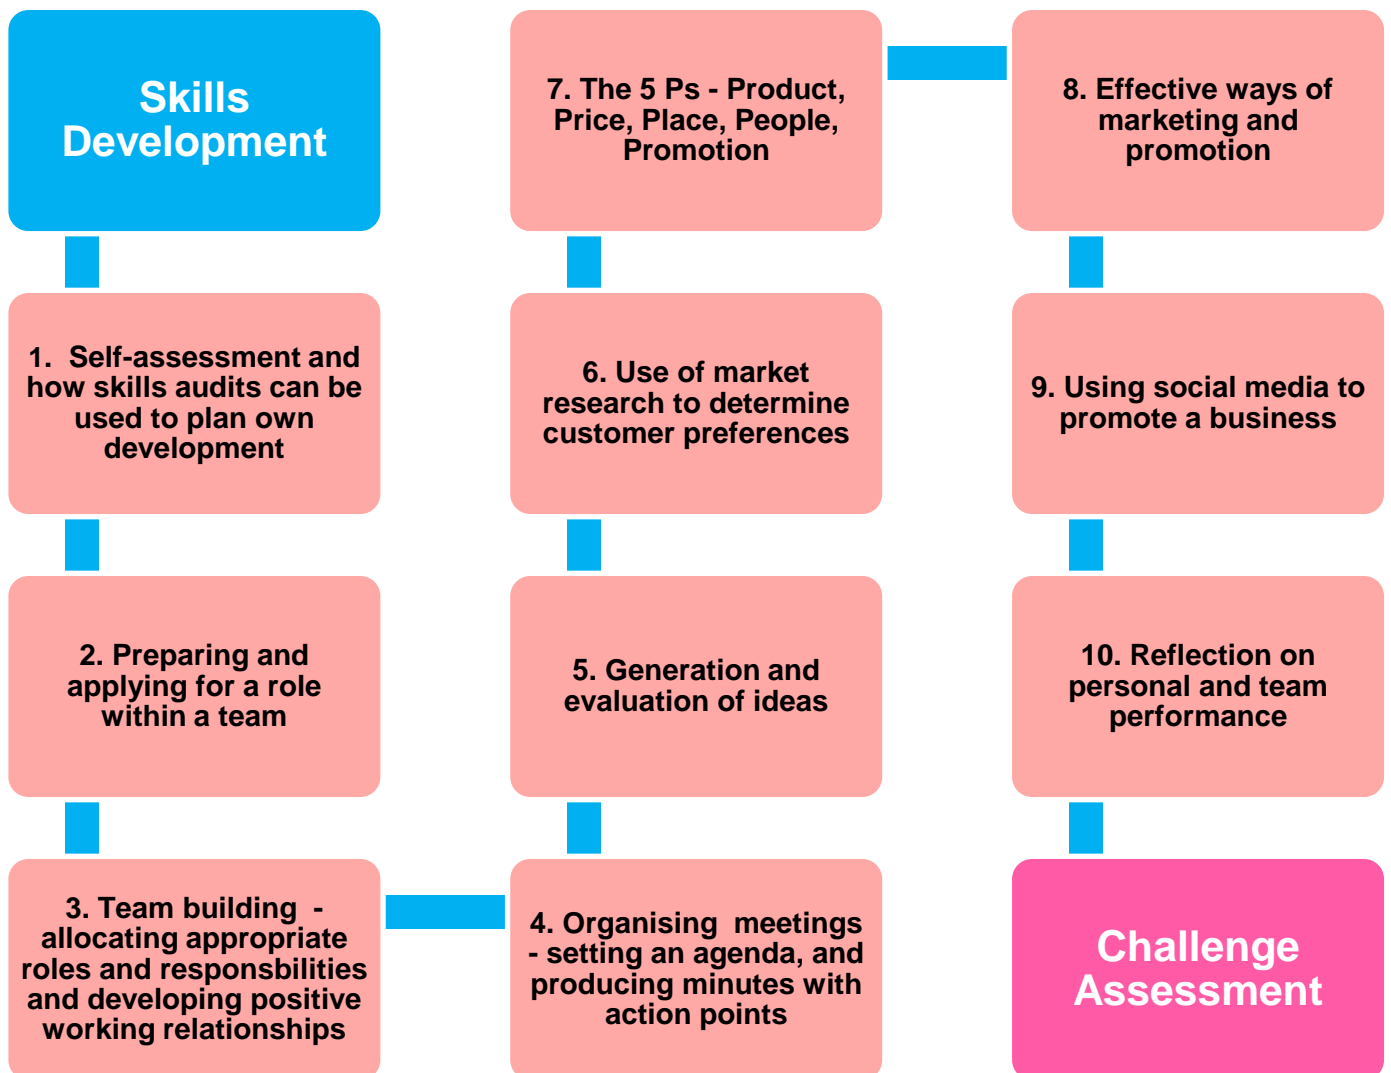 Skills
Development
1. Self-assessment and
how skills audits can be
used to plan own
development
2. Preparing and
applying for a role
within a team
3. Team building -
allocating appropriate
roles and responsbilities
and developing positive
working relationships
4. Organising meetings
- setting an agenda, and
producing minutes with
action points
5. Generation and
evaluation of ideas
6. Use of market
research to determine
customer preferences
7. The 5 Ps - Product,
Price, Place, People,
Promotion
8. Effective ways of
marketing and
promotion
9. Using social media to
promote a business
10. Reflection on
personal and team
performance
Challenge
Assessment